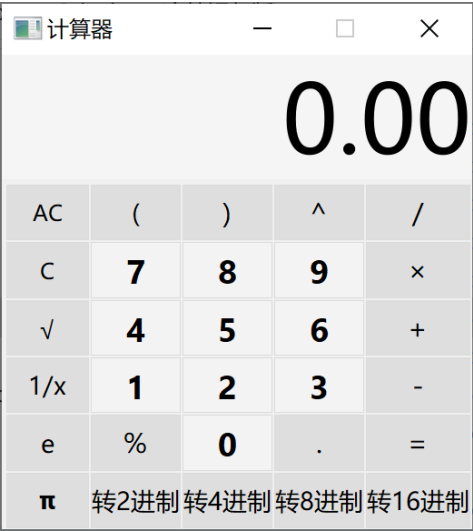 计算器
0.00
AC ( ) ^ /
C 7 8 9 ×
√ 4 5 6 +
1/x 1 2 3 -
e % 0 . =
π 转2进制 转4进制 转8进制 转16进制